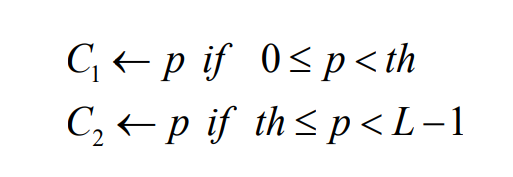 C₁ ← p if 0 ≤ p < th
C₂ ← p if th ≤ p < L − 1